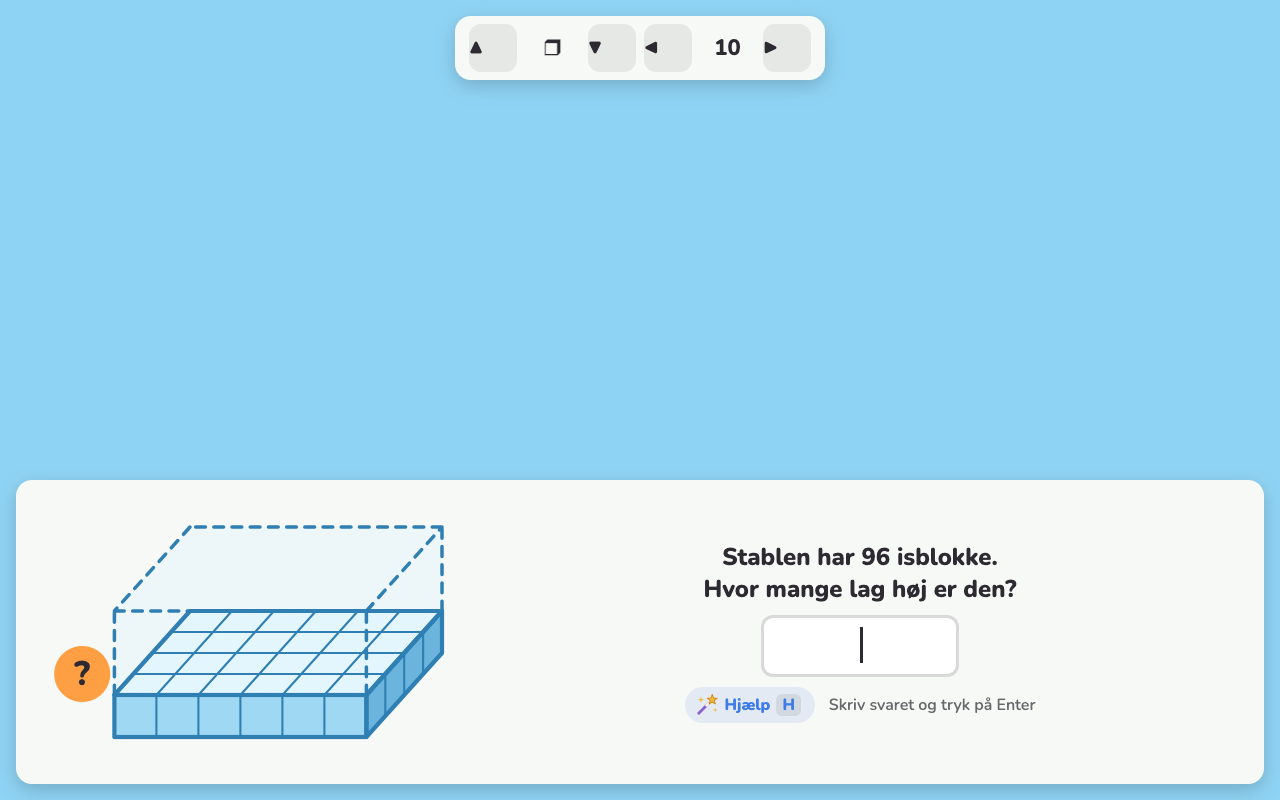 ▲ ❒ ▼ ◀ 10 ▶
?
Stablen har 96 isblokke.
Hvor mange lag høj er den?
Hjælp H Skriv svaret og tryk på Enter